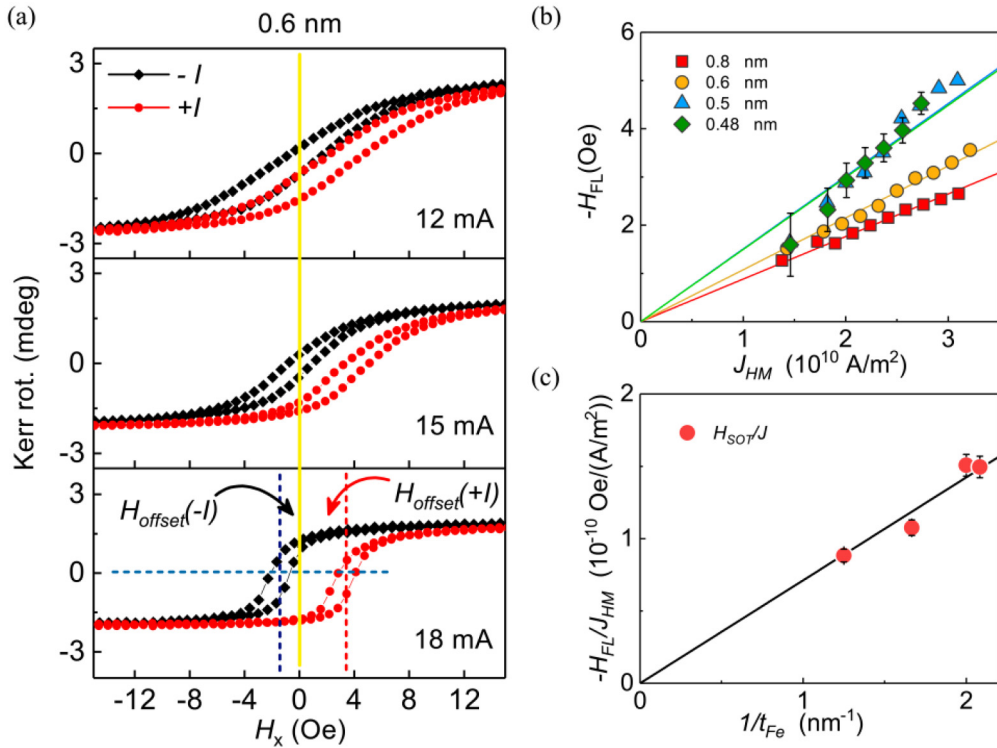 (a)
0.6 nm
- I
+I
12 mA
15 mA
H_offset(-I)
H_offset(+I)
18 mA
Kerr rot. (mdeg)
3
0
-3
3
0
-3
3
0
-3
-12 -8 -4 0 4 8 12
H_x (Oe)
(b)
0.8 nm
0.6 nm
0.5 nm
0.48 nm
-H_FL(Oe)
6
4
2
0
0 1 2 3
J_HM (10^10 A/m^2)
(c)
H_SOT/J
-H_FL/J_HM (10^-10 Oe/(A/m^2))
2
1
0
0 1 2
1/t_Fe (nm^-1)